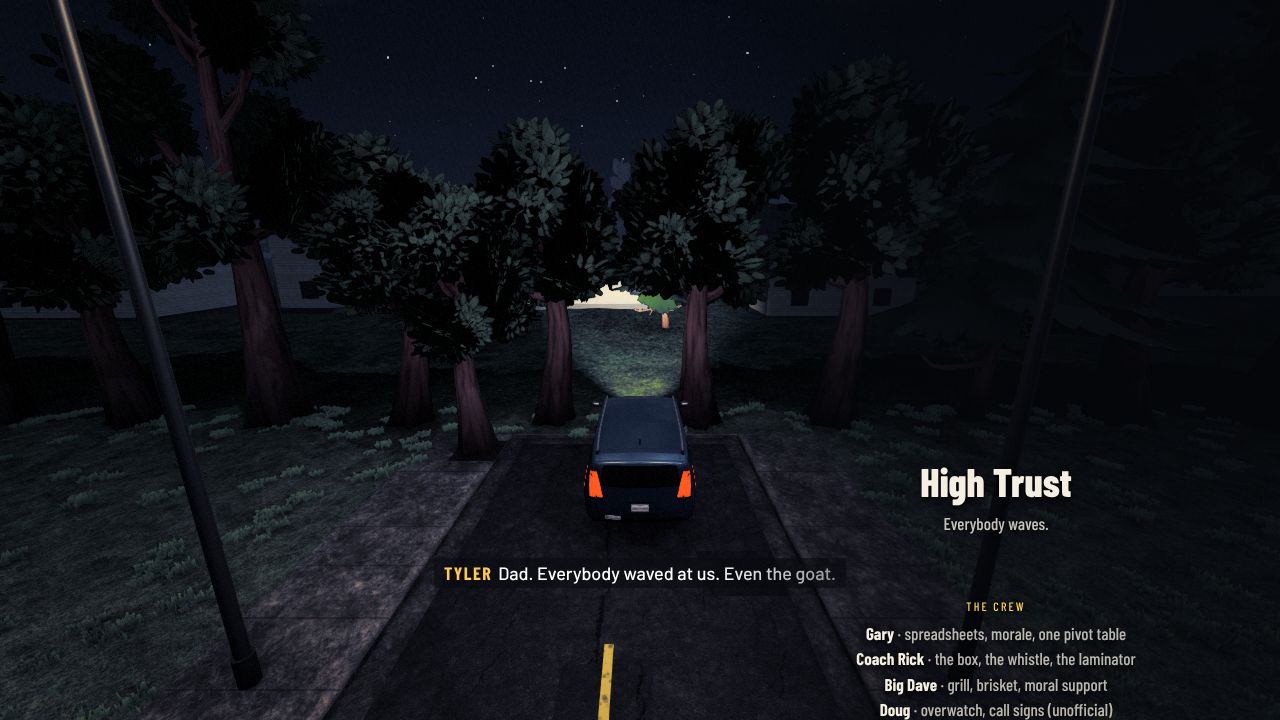 High Trust
Everybody waves.
TYLER Dad. Everybody waved at us. Even the goat.
THE CREW
Gary · spreadsheets, morale, one pivot table
Coach Rick · the box, the whistle, the laminator
Big Dave · grill, brisket, moral support
Doug · overwatch, call signs (unofficial)